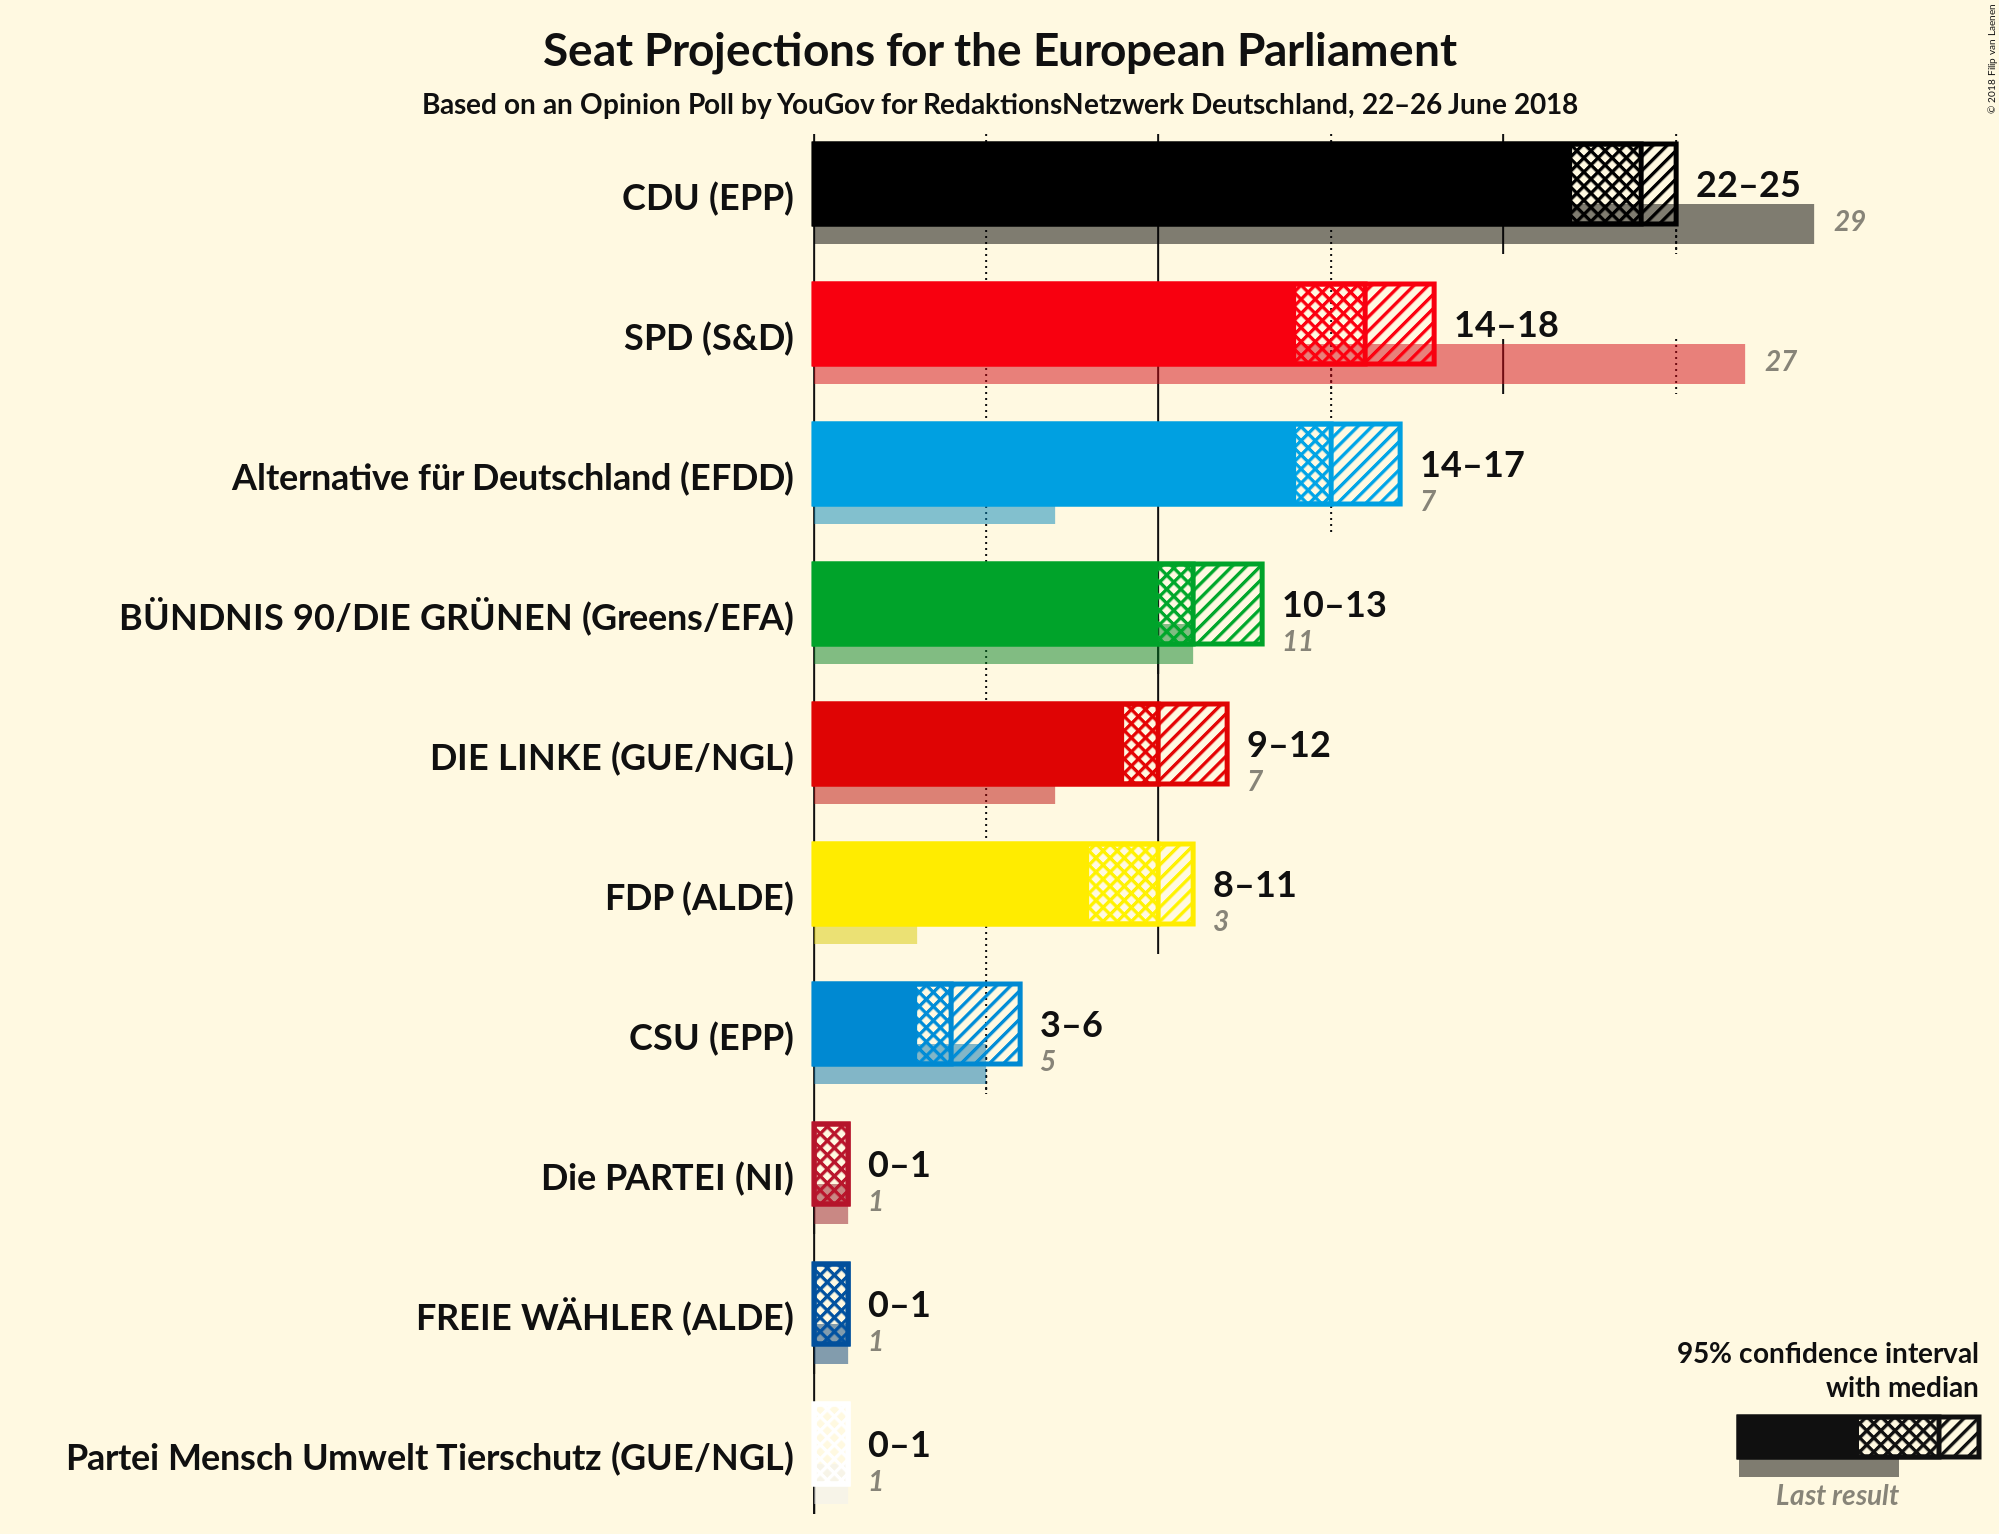 Seat Projections for the European Parliament
Based on an Opinion Poll by YouGov for RedaktionsNetzwerk Deutschland, 22–26 June 2018
© 2018 Filip van Laenen
CDU (EPP)
22–25
29
SPD (S&D)
14–18
27
Alternative für Deutschland (EFDD)
14–17
7
BÜNDNIS 90/DIE GRÜNEN (Greens/EFA)
10–13
11
DIE LINKE (GUE/NGL)
9–12
7
FDP (ALDE)
8–11
3
CSU (EPP)
3–6
5
Die PARTEI (NI)
0–1
1
FREIE WÄHLER (ALDE)
0–1
1
Partei Mensch Umwelt Tierschutz (GUE/NGL)
0–1
1
95% confidence interval
with median
Last result